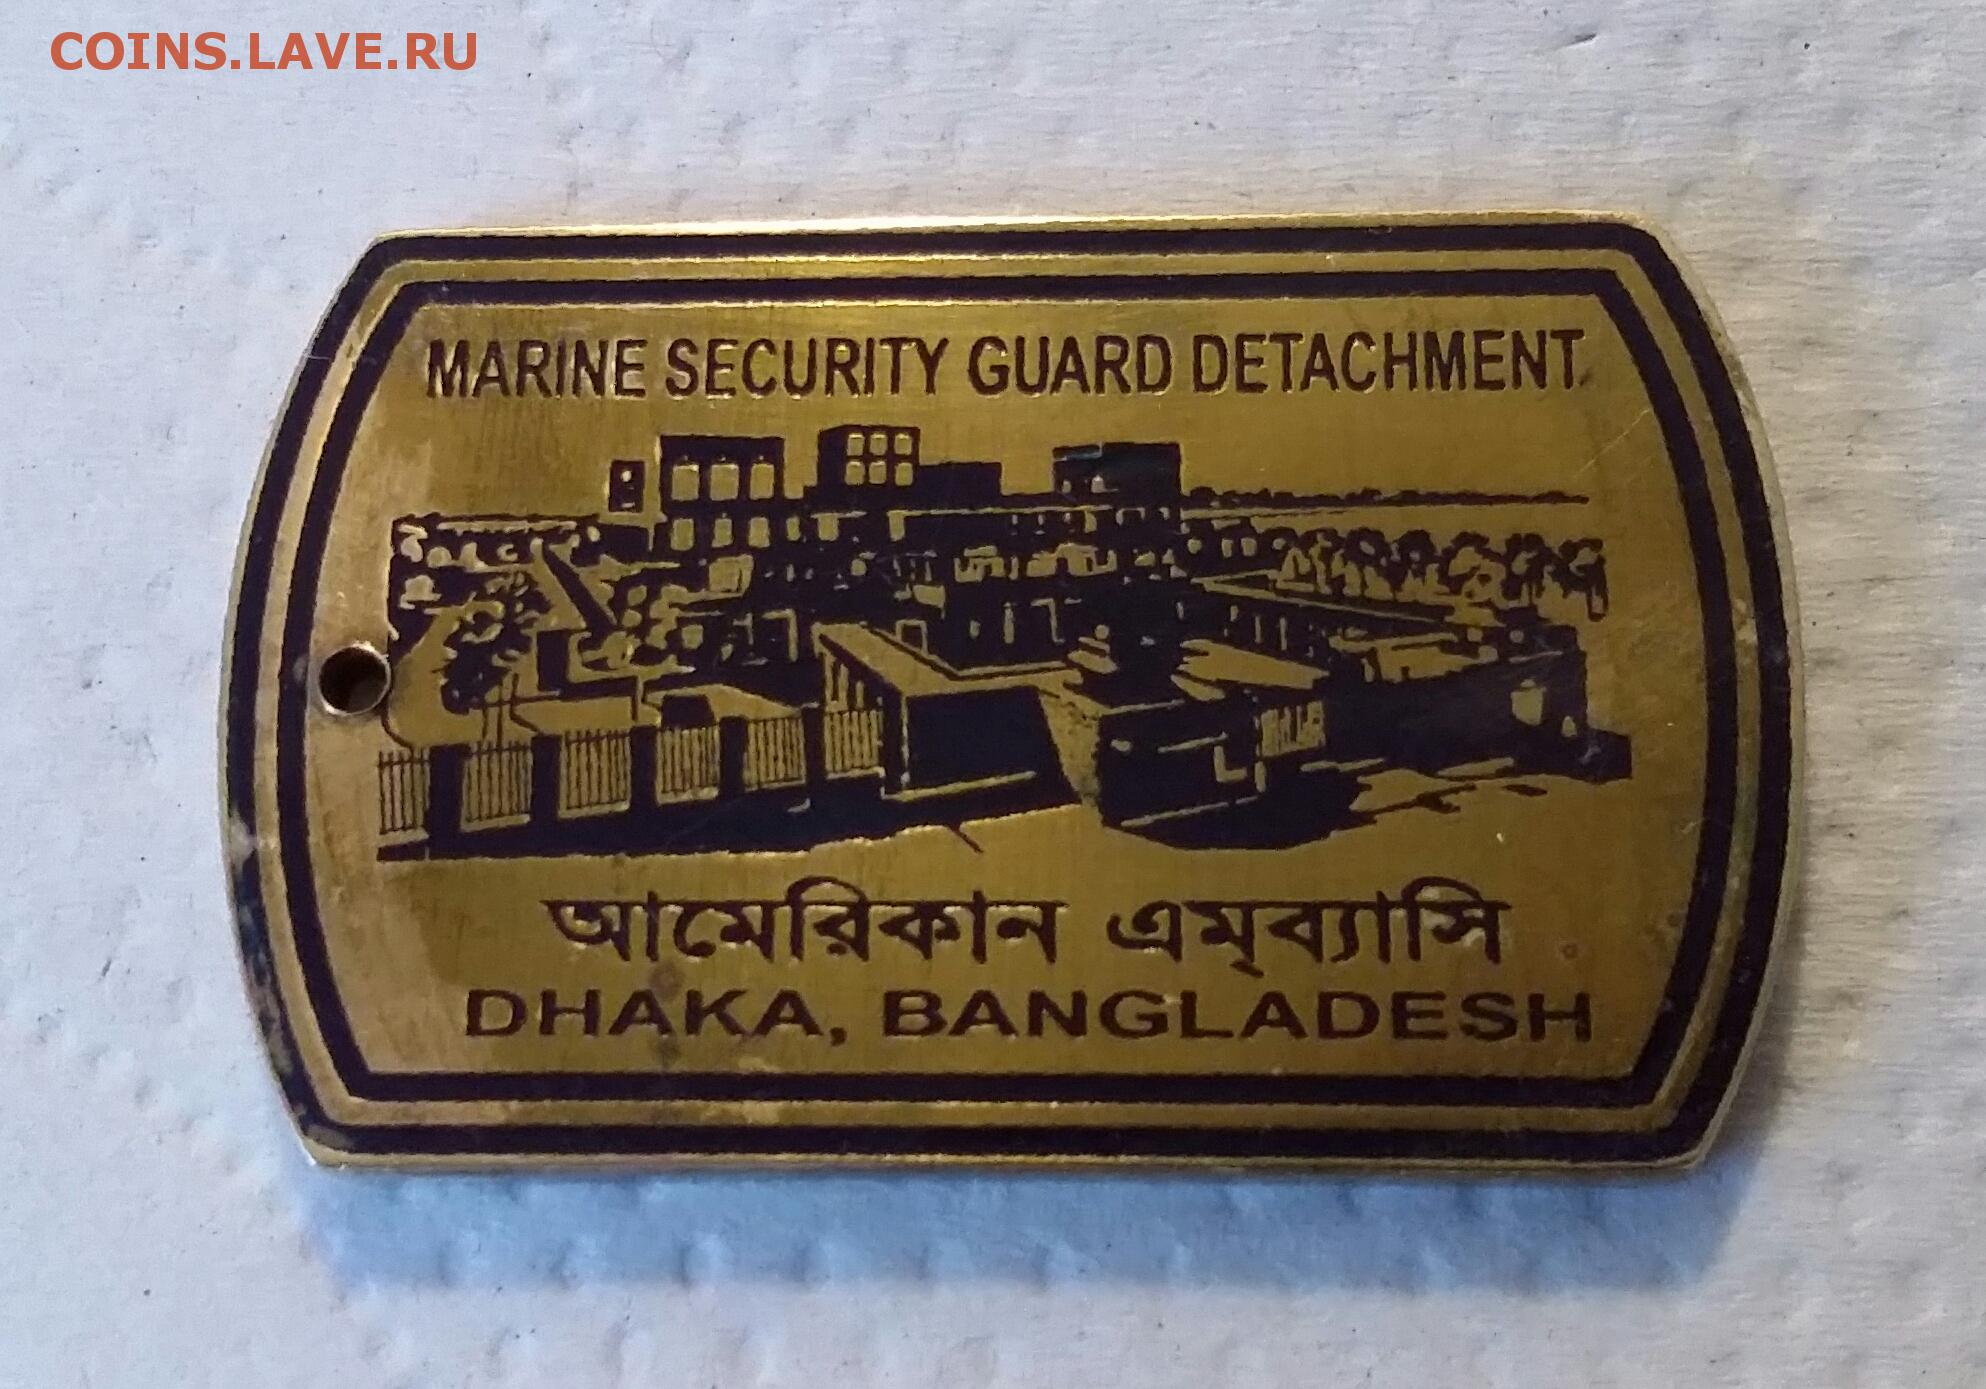 COINS.LAVE.RU
MARINE SECURITY GUARD DETACHMENT
আমেরিকান এম্‌ব্যাসি
DHAKA, BANGLADESH